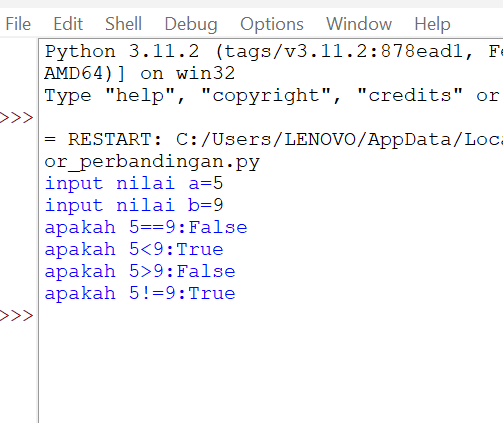 File Edit Shell Debug Options Window Help
Python 3.11.2 (tags/v3.11.2:878ead1,
AMD64)] on win32
Type "help", "copyright", "credits" or
>>>
= RESTART: C:/Users/LENOVO/AppData/
or_perbandingan.py
input nilai a=5
input nilai b=9
apakah 5==9:False
apakah 5<9:True
apakah 5>9:False
apakah 5!=9:True
>>>